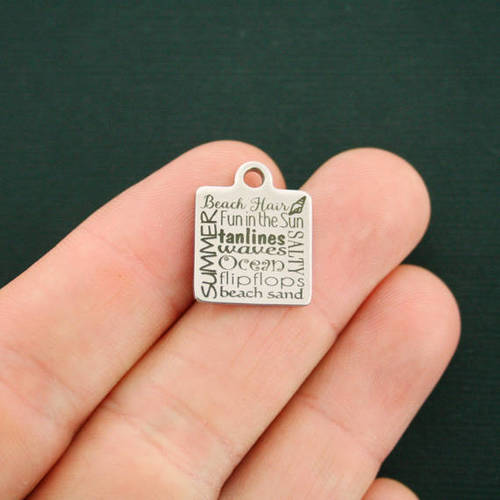 Beach Hair
Fun in the Sun
tanlines
waves
Ocean
flipflops
beach sand
SUMMER
SALTY